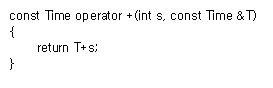 const Time operator +(int s, const Time &T)
{
return T+s;
}